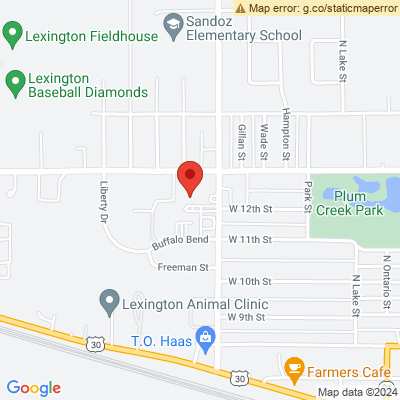 Map error: g.co/staticmaperror
Lexington Fieldhouse
Sandoz
Elementary School
N Lake St
Lexington
Baseball Diamonds
Gillan St
Wade St
Hampton St
Liberty Dr
Park St
Plum
Creek Park
W 12th St
Buffalo Bend
W 11th St
Freeman St
N Ontario St
W 10th St
N Lake St
Lexington Animal Clinic
W 9th St
30
T.O. Haas
30
Farmers Cafe
Google
Map data ©2024